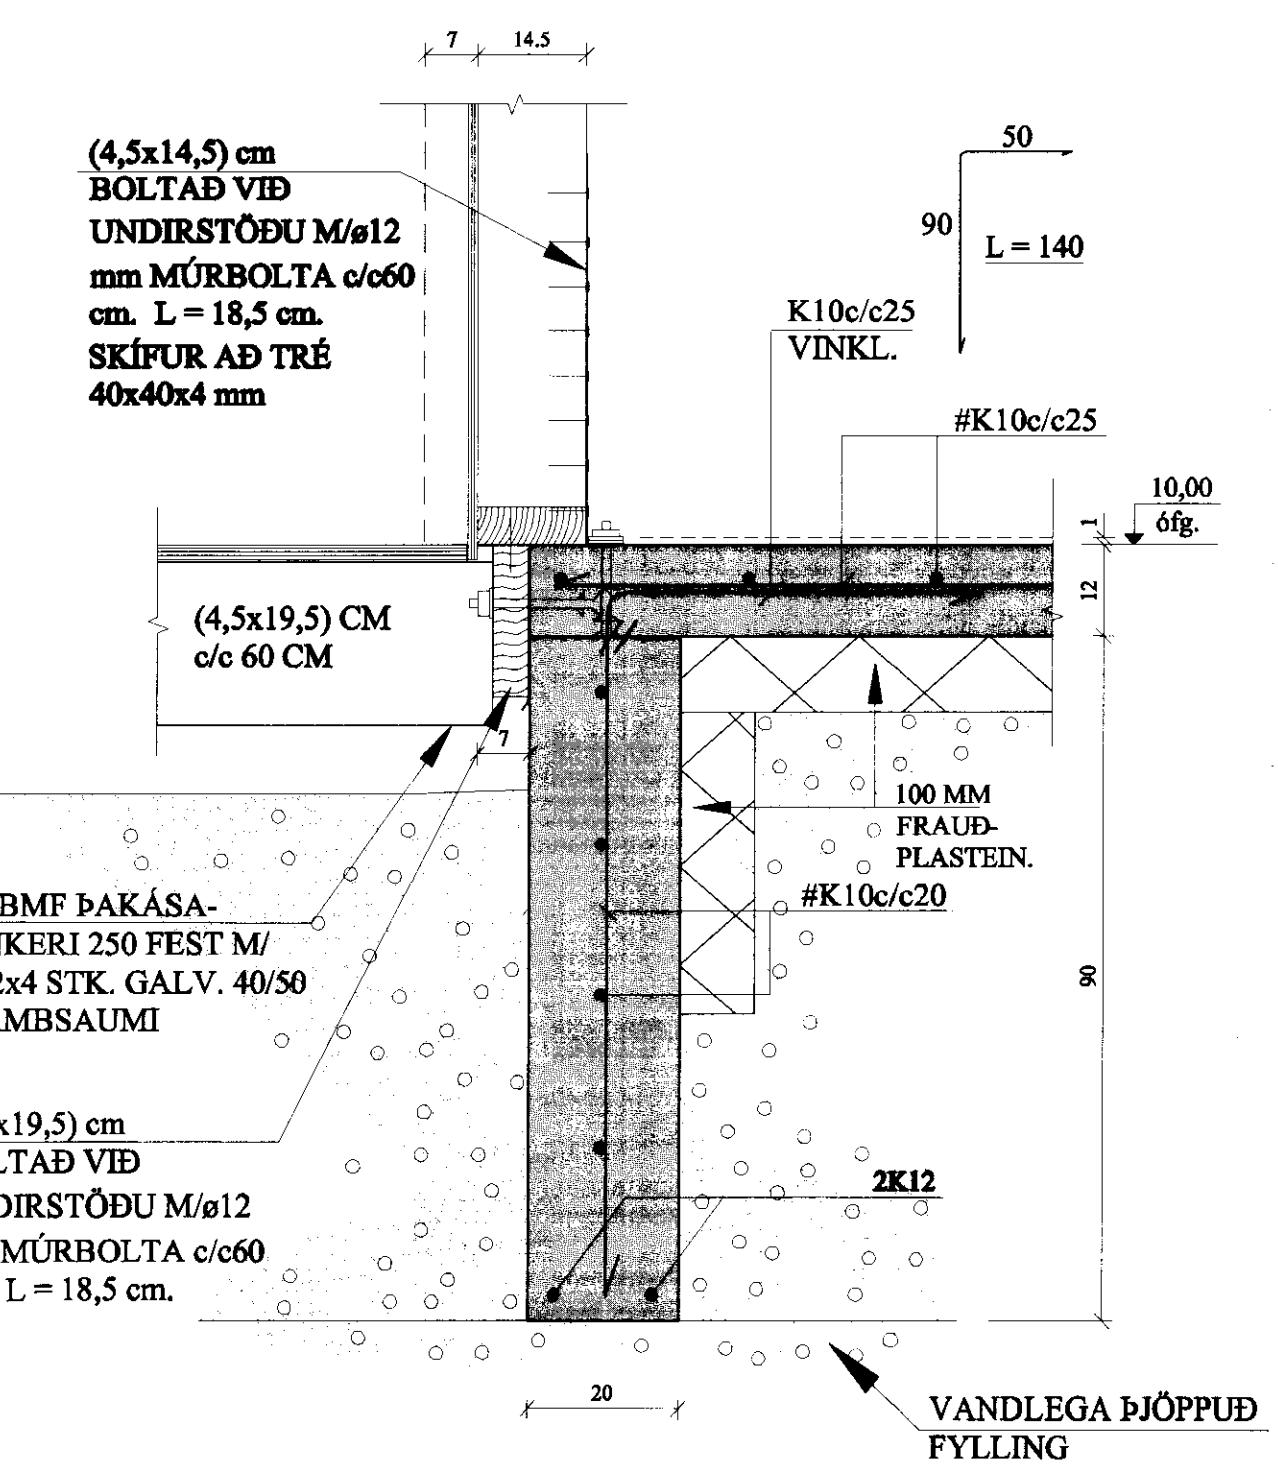 7
14.5
(4,5x14,5) cm
BOLTAÐ VIÐ
UNDIRSTÖÐU M/ø12
mm MÚRBOLTA c/c60
cm. L = 18,5 cm.
SKÍFUR AÐ TRÉ
40x40x4 mm
50
90
L = 140
K10c/c25
VINKL.
#K10c/c25
10,00
ófg.
1
12
(4,5x19,5) CM
c/c 60 CM
7
100 MM
FRAUÐ-
PLASTEIN.
#K10c/c20
90
BMF ÞAKÁSA-
NKERI 250 FEST M/
2x4 STK. GALV. 40/50
AMBSAUMI
x19,5) cm
LTAÐ VIÐ
DIRSTÖÐU M/ø12
MÚRBOLTA c/c60
L = 18,5 cm.
2K12
20
VANDLEGA ÞJÖPPUÐ
FYLLING